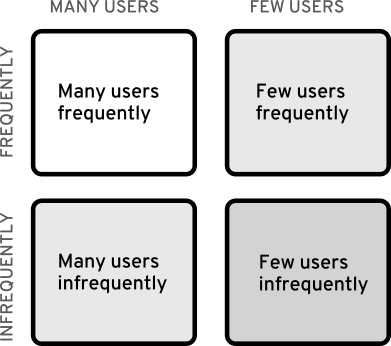 MANY USERS
FEW USERS
FREQUENTLY
Many users
frequently
Few users
frequently
INFREQUENTLY
Many users
infrequently
Few users
infrequently